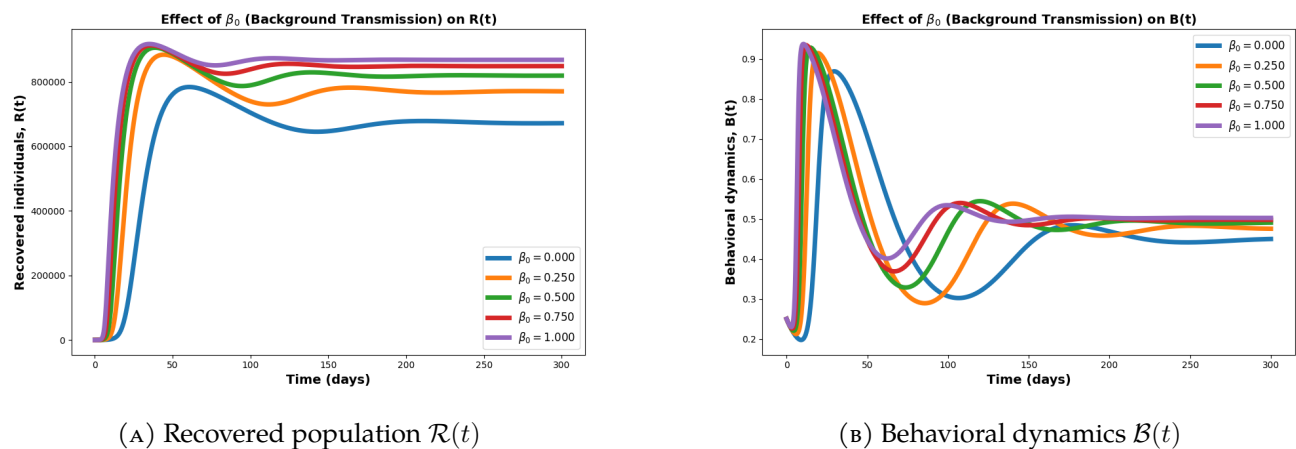 Effect of β₀ (Background Transmission) on R(t)
Recovered individuals, R(t)
800000
600000
400000
200000
0
β₀ = 0.000
β₀ = 0.250
β₀ = 0.500
β₀ = 0.750
β₀ = 1.000
0 50 100 150 200 250 300
Time (days)
(A) Recovered population ℛ(t)
Effect of β₀ (Background Transmission) on B(t)
Behavioral dynamics, B(t)
0.9
0.8
0.7
0.6
0.5
0.4
0.3
0.2
β₀ = 0.000
β₀ = 0.250
β₀ = 0.500
β₀ = 0.750
β₀ = 1.000
0 50 100 150 200 250 300
Time (days)
(B) Behavioral dynamics ℬ(t)